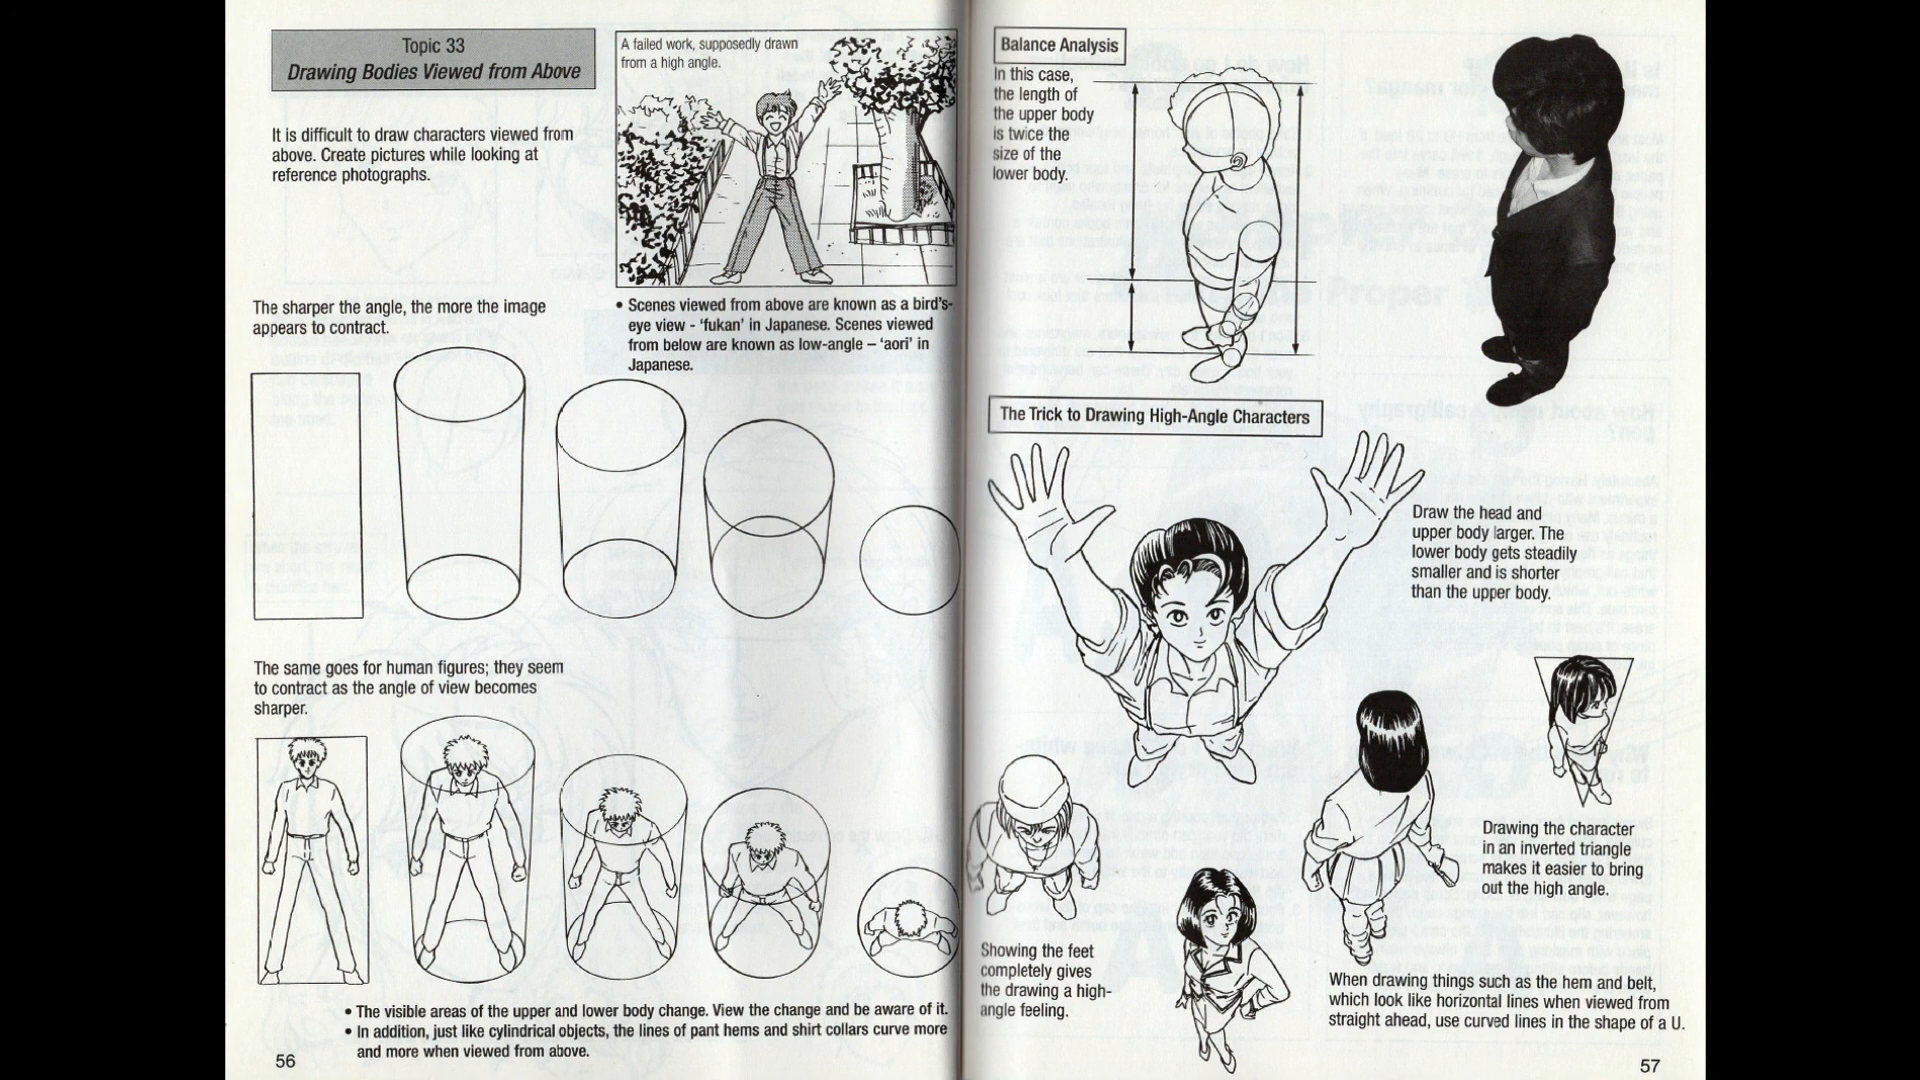 Topic 33
Drawing Bodies Viewed from Above
It is difficult to draw characters viewed from
above. Create pictures while looking at
reference photographs.
A failed work, supposedly drawn
from a high angle.
• Scenes viewed from above are known as a bird's-
eye view - 'fukan' in Japanese. Scenes viewed
from below are known as low-angle – 'aori' in
Japanese.
The sharper the angle, the more the image
appears to contract.
The same goes for human figures; they seem
to contract as the angle of view becomes
sharper.
• The visible areas of the upper and lower body change. View the change and be aware of it.
• In addition, just like cylindrical objects, the lines of pant hems and shirt collars curve more
and more when viewed from above.
56
Balance Analysis
In this case,
the length of
the upper body
is twice the
size of the
lower body.
The Trick to Drawing High-Angle Characters
Draw the head and
upper body larger. The
lower body gets steadily
smaller and is shorter
than the upper body.
Drawing the character
in an inverted triangle
makes it easier to bring
out the high angle.
Showing the feet
completely gives
the drawing a high-
angle feeling.
When drawing things such as the hem and belt,
which look like horizontal lines when viewed from
straight ahead, use curved lines in the shape of a U.
57